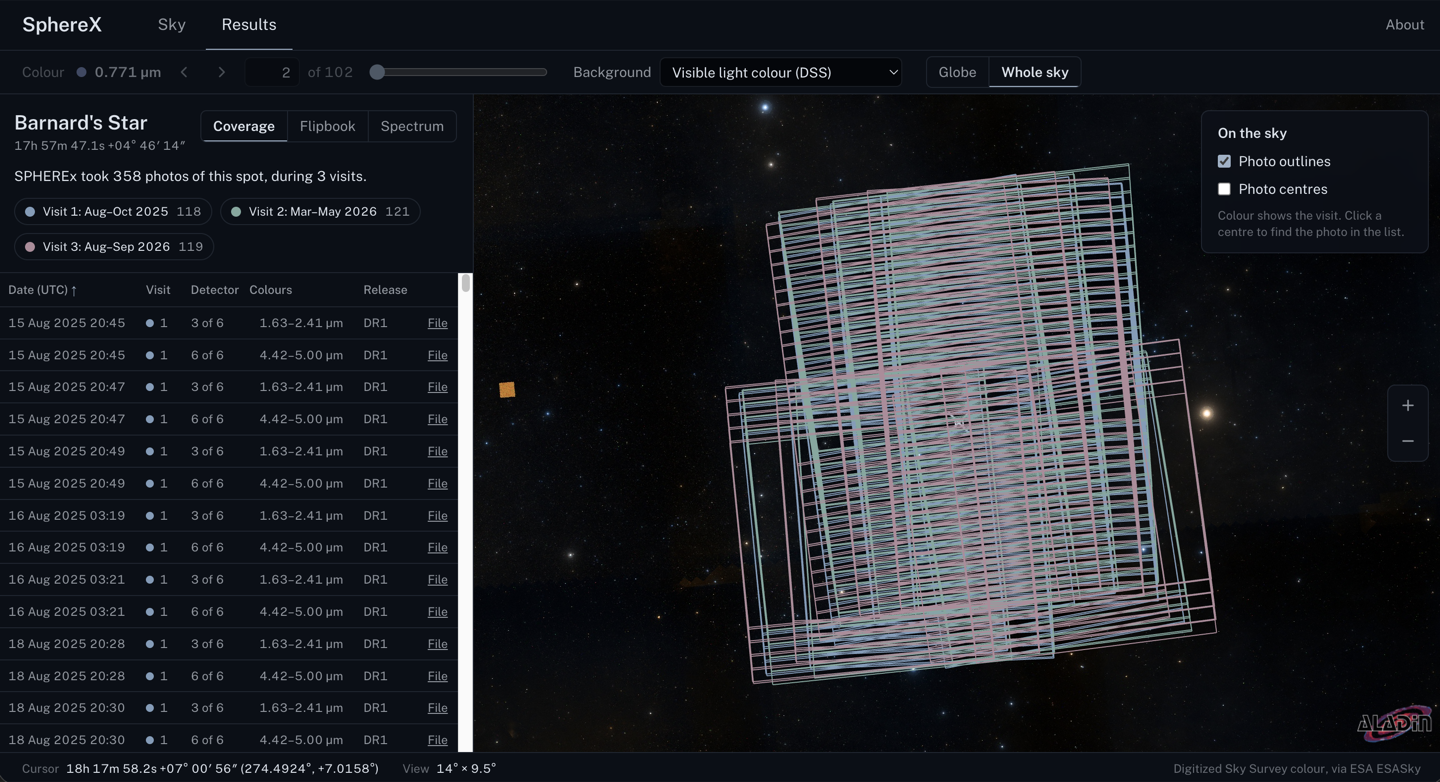 SphereX Sky Results About
Colour 0.771 µm 2 of 102 Background Visible light colour (DSS) Globe Whole sky
Barnard's Star Coverage Flipbook Spectrum
17h 57m 47.1s +04° 46′ 14″
SPHEREx took 358 photos of this spot, during 3 visits.
Visit 1: Aug–Oct 2025 118 Visit 2: Mar–May 2026 121
Visit 3: Aug–Sep 2026 119
Date (UTC) ↑ Visit Detector Colours Release
15 Aug 2025 20:45 1 3 of 6 1.63–2.41 µm DR1 File
15 Aug 2025 20:45 1 6 of 6 4.42–5.00 µm DR1 File
15 Aug 2025 20:47 1 3 of 6 1.63–2.41 µm DR1 File
15 Aug 2025 20:47 1 6 of 6 4.42–5.00 µm DR1 File
15 Aug 2025 20:49 1 3 of 6 1.63–2.41 µm DR1 File
15 Aug 2025 20:49 1 6 of 6 4.42–5.00 µm DR1 File
16 Aug 2025 03:19 1 3 of 6 1.63–2.41 µm DR1 File
16 Aug 2025 03:19 1 6 of 6 4.42–5.00 µm DR1 File
16 Aug 2025 03:21 1 3 of 6 1.63–2.41 µm DR1 File
16 Aug 2025 03:21 1 6 of 6 4.42–5.00 µm DR1 File
18 Aug 2025 20:28 1 3 of 6 1.63–2.41 µm DR1 File
18 Aug 2025 20:28 1 6 of 6 4.42–5.00 µm DR1 File
18 Aug 2025 20:30 1 3 of 6 1.63–2.41 µm DR1 File
18 Aug 2025 20:30 1 6 of 6 4.42–5.00 µm DR1 File
On the sky
Photo outlines
Photo centres
Colour shows the visit. Click a
centre to find the photo in the list.
+
−
ALADiN
Cursor 18h 17m 58.2s +07° 00′ 56″ (274.4924°, +7.0158°) View 14° × 9.5° Digitized Sky Survey colour, via ESA ESASky